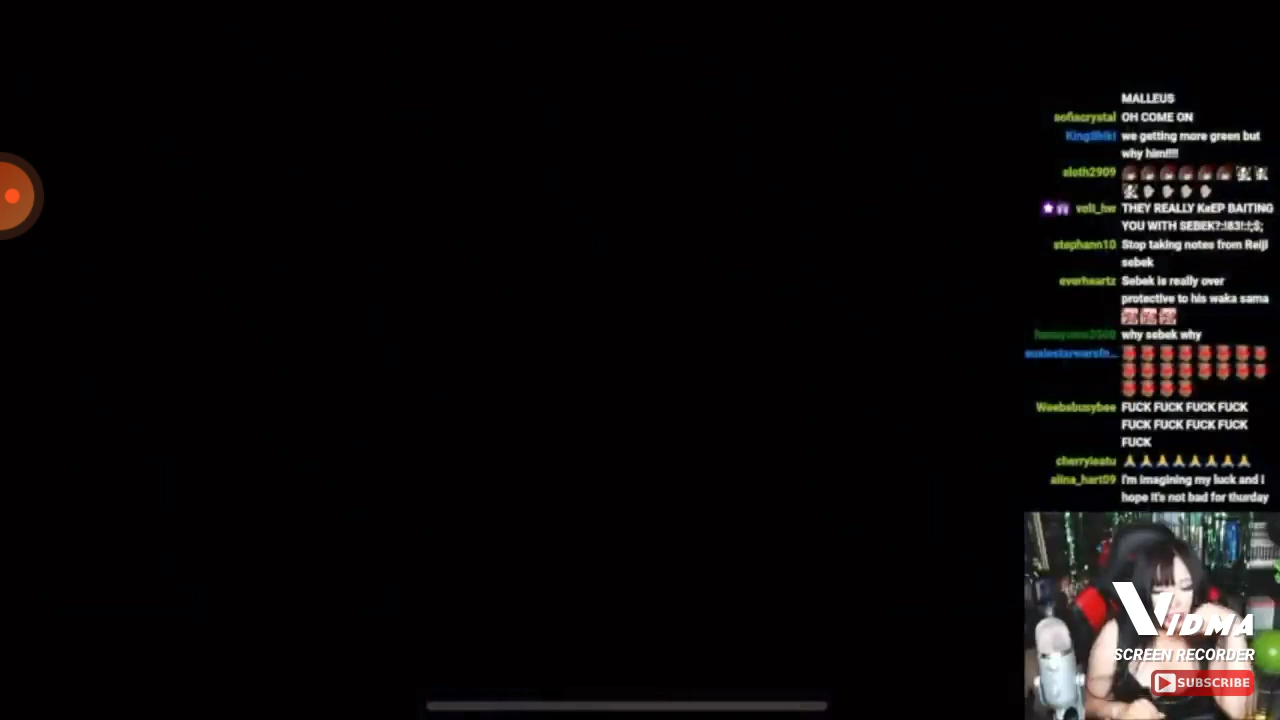 MALLEUS
sofiacrystal OH COME ON
we getting more green but
why him!!!!
sloth2909
volt_hw THEY REALLY KeEP BAITING
YOU WITH SEBEK?:!83!:!;$;
stephann10 Stop taking notes from Reiji
sebek
everheartz Sebek is really over
protective to his waka sama
why sebek why
Weebsbusybee FUCK FUCK FUCK FUCK
FUCK FUCK FUCK FUCK
FUCK
cherryleatu 🙏🙏🙏🙏🙏🙏🙏🙏
alina_hart09 I'm imagining my luck and I
hope it's not bad for thurday
VIDMA
SCREEN RECORDER
SUBSCRIBE